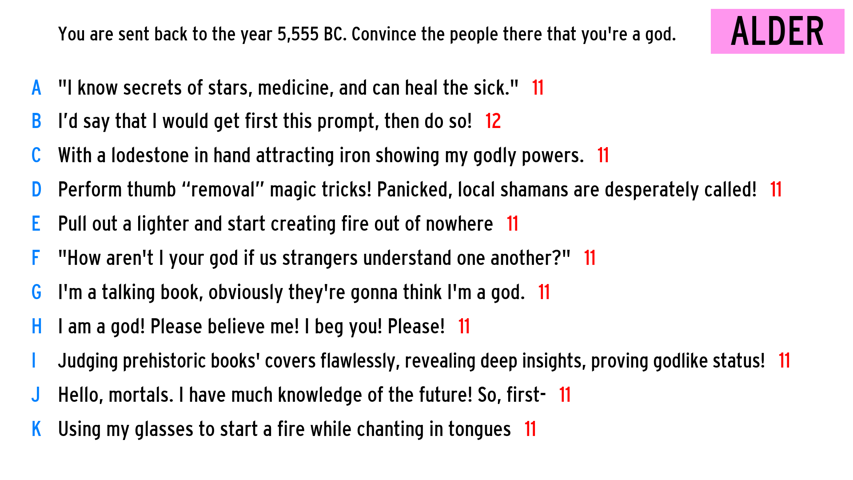 You are sent back to the year 5,555 BC. Convince the people there that you're a god.
ALDER
A "I know secrets of stars, medicine, and can heal the sick." 11
B I’d say that I would get first this prompt, then do so! 12
C With a lodestone in hand attracting iron showing my godly powers. 11
D Perform thumb “removal” magic tricks! Panicked, local shamans are desperately called! 11
E Pull out a lighter and start creating fire out of nowhere 11
F "How aren't I your god if us strangers understand one another?" 11
G I'm a talking book, obviously they're gonna think I'm a god. 11
H I am a god! Please believe me! I beg you! Please! 11
I Judging prehistoric books' covers flawlessly, revealing deep insights, proving godlike status! 11
J Hello, mortals. I have much knowledge of the future! So, first- 11
K Using my glasses to start a fire while chanting in tongues 11